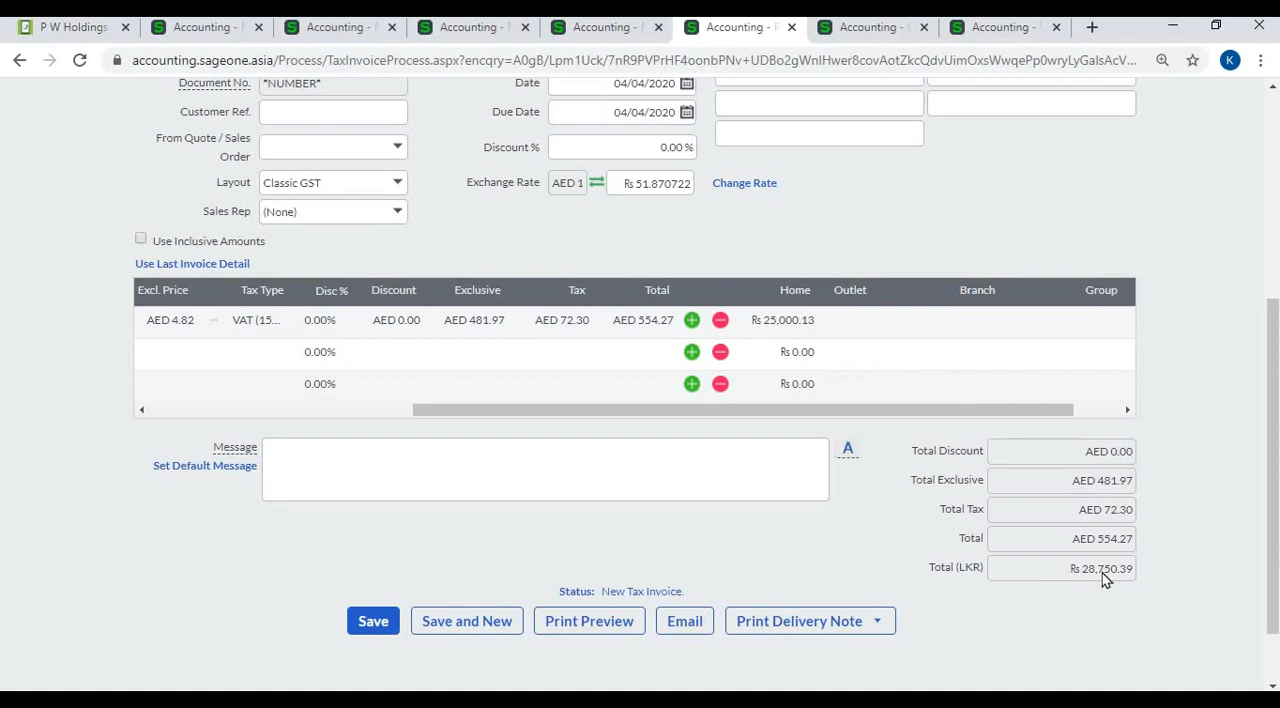 P W Holdings
Accounting -
Accounting -
Accounting -
Accounting -
Accounting -
Accounting -
Accounting -
accounting.sageone.asia/Process/TaxInvoiceProcess.aspx?encqry=A0gB/Lpm1Uck/7nR9PVPrHF4oonbPNv+UDBo2gWnIHwer8covAotZkcQdvUimOxsWwqePp0wryLyGalsAcV...
K
Document No. *NUMBER* Date 04/04/2020
Customer Ref. Due Date 04/04/2020
From Quote / Sales
Order
Discount % 0.00 %
Layout Classic GST Exchange Rate AED 1 Rs 51.870722 Change Rate
Sales Rep (None)
Use Inclusive Amounts
Use Last Invoice Detail
Excl. Price Tax Type Disc % Discount Exclusive Tax Total Home Outlet Branch Group
AED 4.82 ... VAT (15... 0.00% AED 0.00 AED 481.97 AED 72.30 AED 554.27 Rs 25,000.13
0.00% Rs 0.00
0.00% Rs 0.00
Message A
Set Default Message
Total Discount AED 0.00
Total Exclusive AED 481.97
Total Tax AED 72.30
Total AED 554.27
Total (LKR) Rs 28,750.39
Status: New Tax Invoice.
Save Save and New Print Preview Email Print Delivery Note